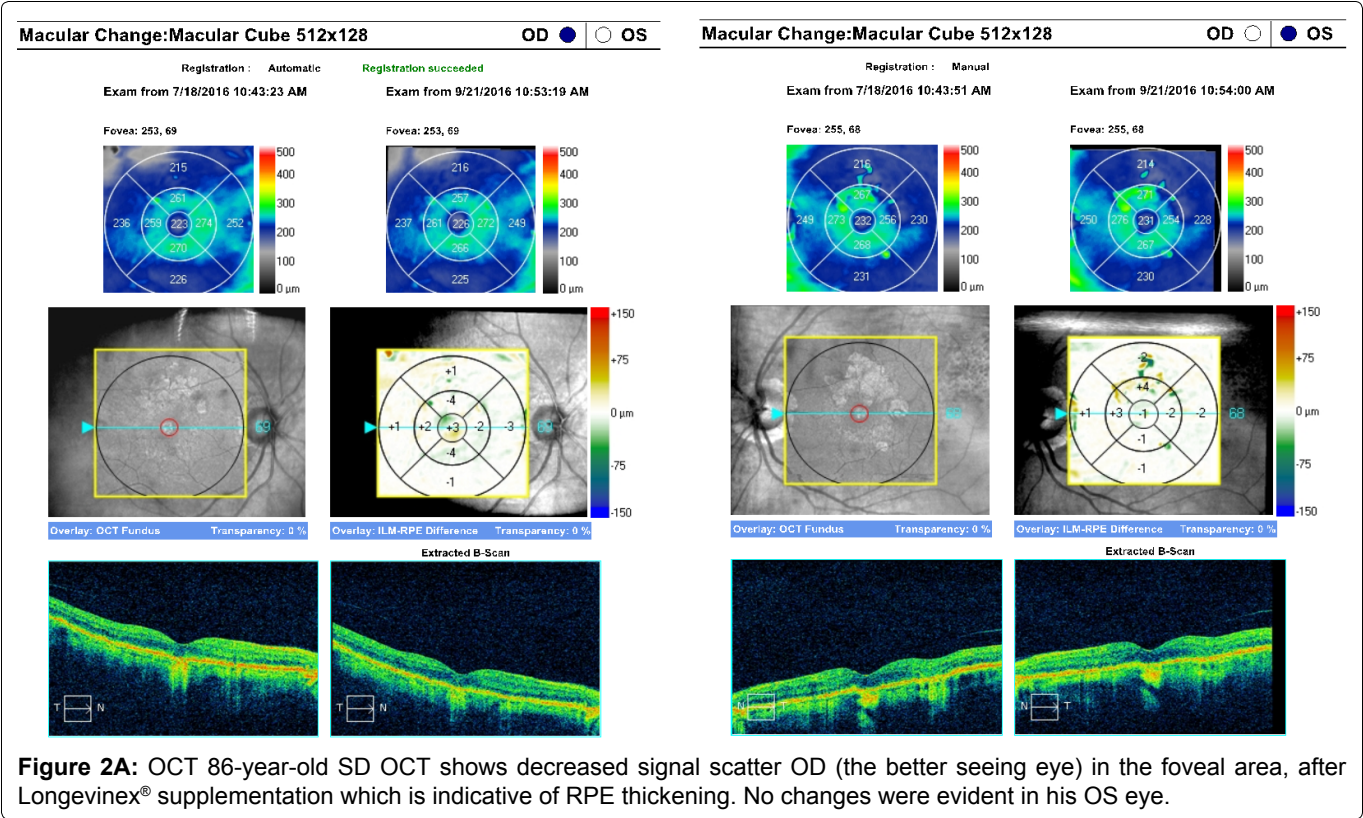 Macular Change:Macular Cube 512x128 OD OS
Registration : Automatic Registration succeeded
Exam from 7/18/2016 10:43:23 AM Exam from 9/21/2016 10:53:19 AM
Fovea: 253, 69 Fovea: 253, 69
215
261
236 259 223 274 252
270
226
500
400
300
200
100
0 µm
216
257
237 261 226 272 249
266
225
500
400
300
200
100
0 µm
69
+1
-4
+1 +2 +3 -2 -3
-4
-1
+150
+75
0 µm
-75
-150
Overlay: OCT Fundus Transparency: 0 %
Overlay: ILM-RPE Difference Transparency: 0 %
Extracted B-Scan
T N
T N
Macular Change:Macular Cube 512x128 OD OS
Registration : Manual
Exam from 7/18/2016 10:43:51 AM Exam from 9/21/2016 10:54:00 AM
Fovea: 255, 68 Fovea: 255, 68
216
267
249 273 232 256 230
268
231
500
400
300
200
100
0 µm
214
271
250 276 231 254 228
267
230
500
400
300
200
100
0 µm
-2
+4
+1 +3 -1 -2 -2 68
-1
-1
+150
+75
0 µm
-75
-150
Overlay: OCT Fundus Transparency: 0 %
Overlay: ILM-RPE Difference Transparency: 0 %
Extracted B-Scan
N T
N T
Figure 2A: OCT 86-year-old SD OCT shows decreased signal scatter OD (the better seeing eye) in the foveal area, after
Longevinex® supplementation which is indicative of RPE thickening. No changes were evident in his OS eye.